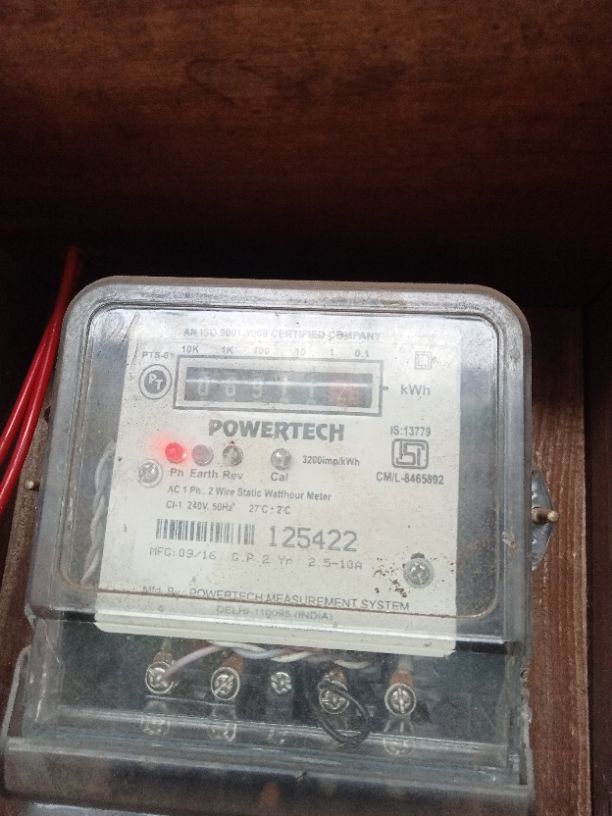 AN ISO 9001:2008 CERTIFIED COMPANY
PTS-01 10K 1K 100 10 1 0.1
PT kWh
POWERTECH
IS:13779
Ph Earth Rev Cal 3200imp/kWh
ISI
CM/L-8465892
AC 1 Ph., 2 Wire Static Watthour Meter
Cl-1 240V, 50Hz 27°C ± 2°C
125422
MFG:09/16 G.P.2 Yr 2.5-10A
Mfd. By: POWERTECH MEASUREMENT SYSTEM
DELHI-110095 (INDIA)